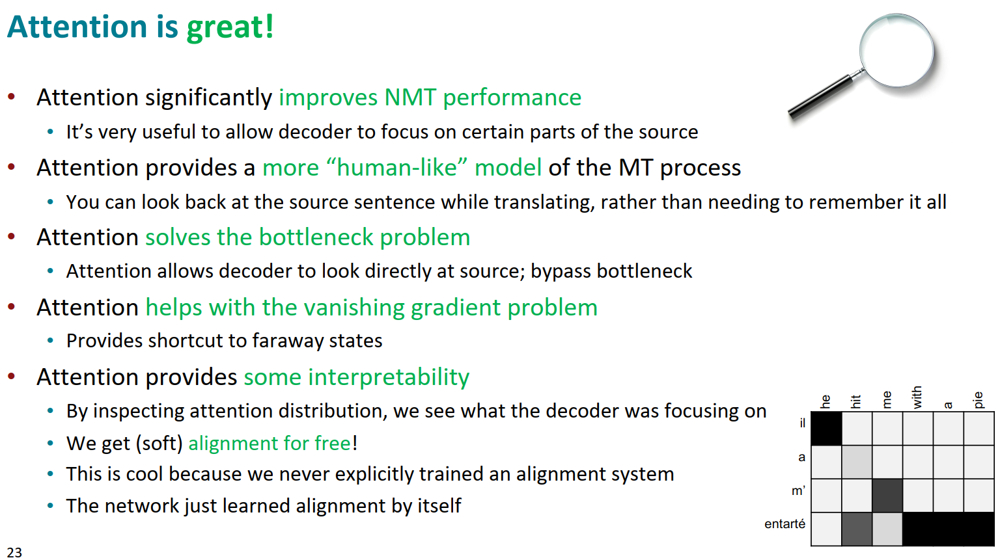 Attention is great!
• Attention significantly improves NMT performance
• It’s very useful to allow decoder to focus on certain parts of the source
• Attention provides a more “human-like” model of the MT process
• You can look back at the source sentence while translating, rather than needing to remember it all
• Attention solves the bottleneck problem
• Attention allows decoder to look directly at source; bypass bottleneck
• Attention helps with the vanishing gradient problem
• Provides shortcut to faraway states
• Attention provides some interpretability
• By inspecting attention distribution, we see what the decoder was focusing on
• We get (soft) alignment for free!
• This is cool because we never explicitly trained an alignment system
• The network just learned alignment by itself
he hit me with a pie
il
a
m’
entarté
23